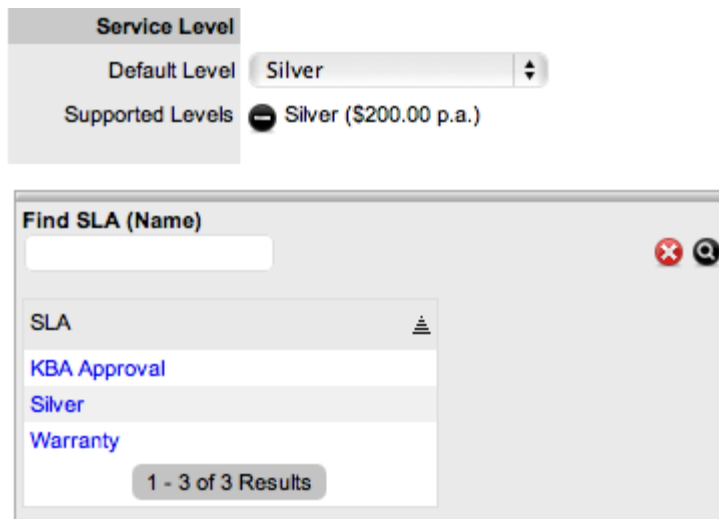 Service Level
Default Level Silver
Supported Levels Silver ($200.00 p.a.)
Find SLA (Name)
SLA
KBA Approval
Silver
Warranty
1 - 3 of 3 Results